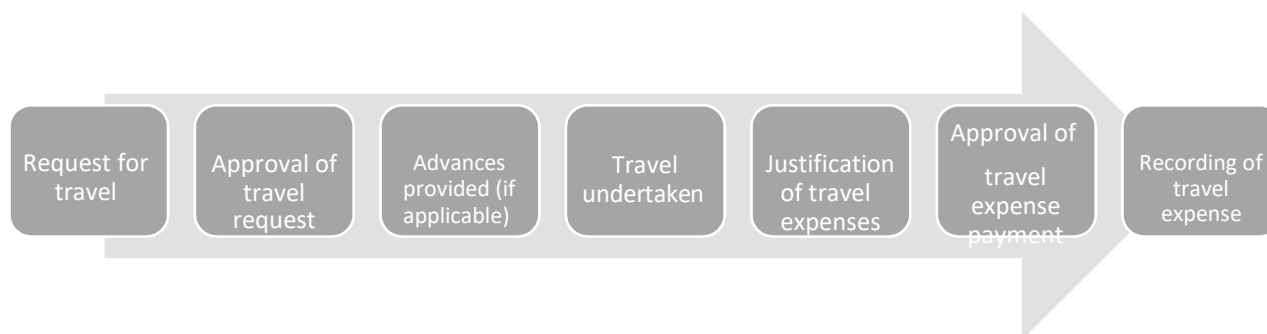 Request for
travel
Approval of
travel
request
Advances
provided (if
applicable)
Travel
undertaken
Justification
of travel
expenses
Approval of
travel
expense
payment
Recording of
travel
expense